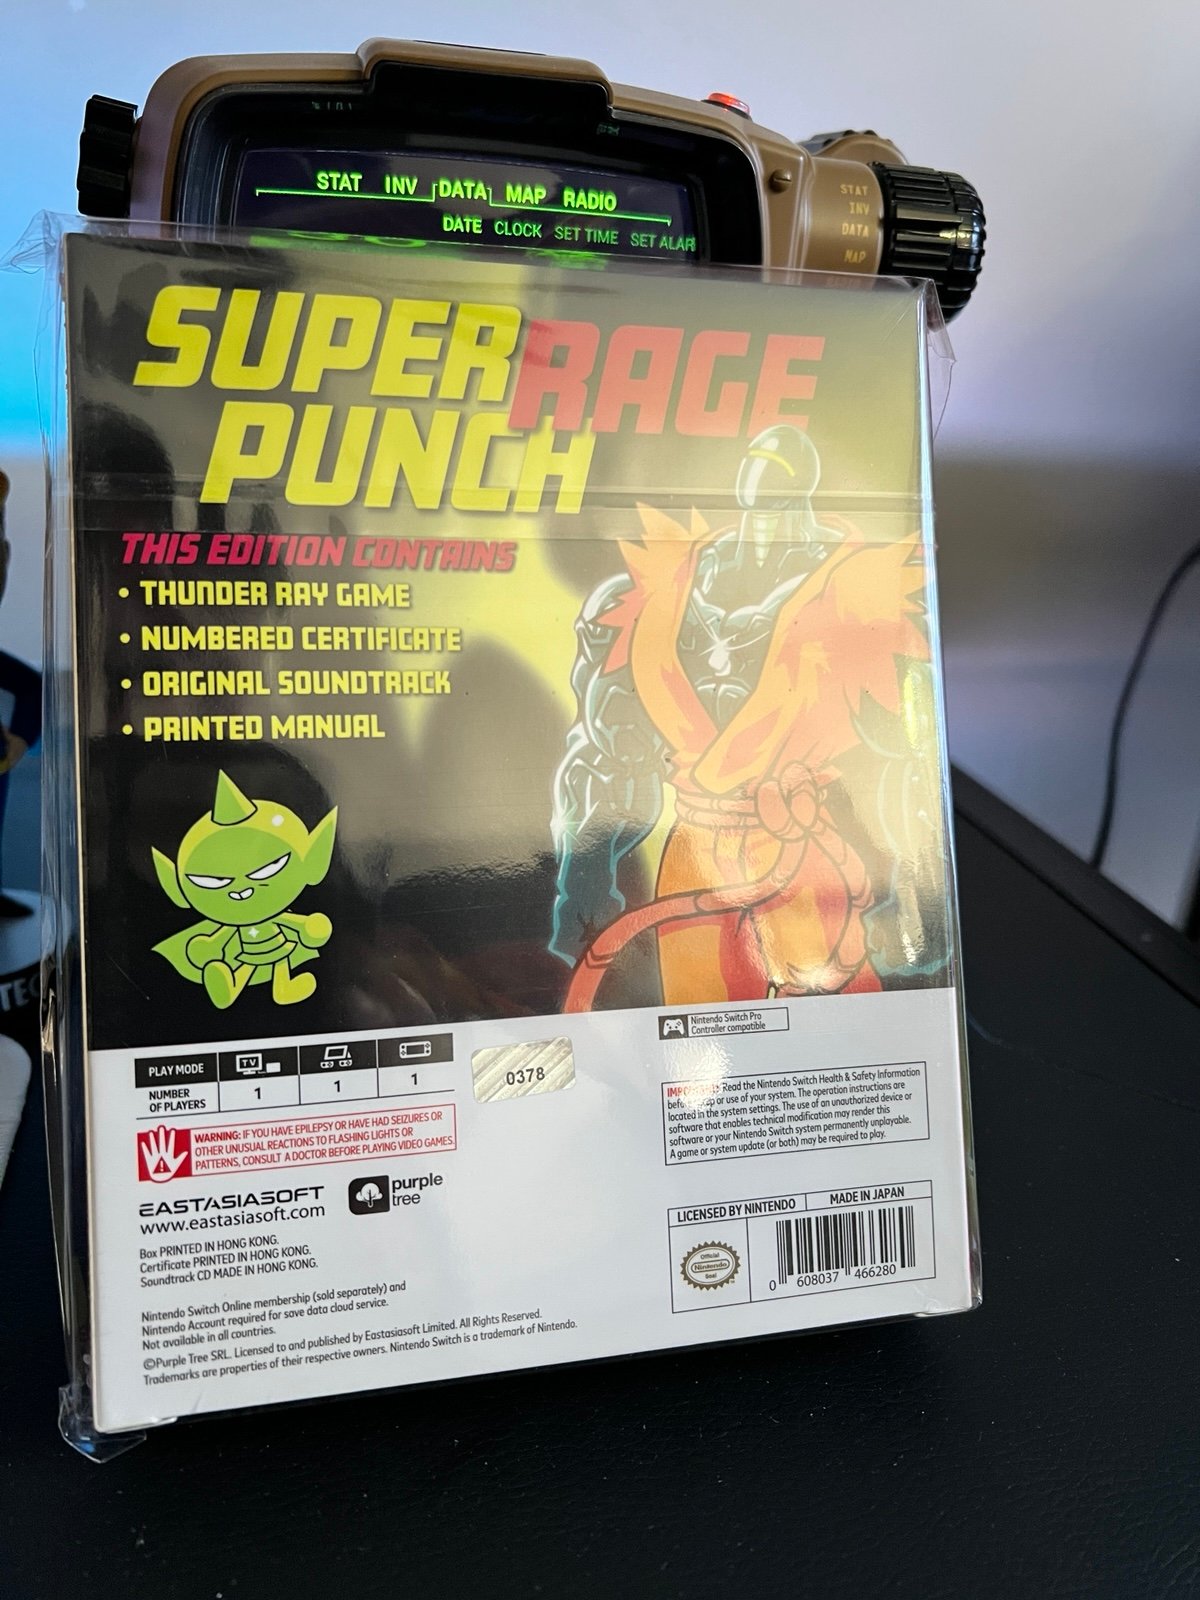 STAT INV DATA MAP RADIO
DATE CLOCK SET TIME SET ALAR
STAT
INV
DATA
MAP
SUPER RAGE
PUNCH
THIS EDITION CONTAINS
• THUNDER RAY GAME
• NUMBERED CERTIFICATE
• ORIGINAL SOUNDTRACK
• PRINTED MANUAL
Nintendo Switch Pro
Controller compatible
PLAY MODE TV
NUMBER
OF PLAYERS 1 1 1
0378
WARNING: IF YOU HAVE EPILEPSY OR HAVE HAD SEIZURES OR
OTHER UNUSUAL REACTIONS TO FLASHING LIGHTS OR
PATTERNS, CONSULT A DOCTOR BEFORE PLAYING VIDEO GAMES.
Read the Nintendo Switch Health & Safety Information
or use of your system. The operation instructions are
located in the system settings. The use of an unauthorized device or
software that enables technical modification may render this
software or your Nintendo Switch system permanently unplayable.
A game or system update (or both) may be required to play.
EASTASIASOFT
www.eastasiasoft.com
purple
tree
Box PRINTED IN HONG KONG.
Certificate PRINTED IN HONG KONG.
Soundtrack CD MADE IN HONG KONG.
Nintendo Switch Online membership (sold separately) and
Nintendo Account required for save data cloud service.
Not available in all countries.
©Purple Tree SRL. Licensed to and published by Eastasiasoft Limited. All Rights Reserved.
Trademarks are properties of their respective owners. Nintendo Switch is a trademark of Nintendo.
LICENSED BY NINTENDO MADE IN JAPAN
Official
Nintendo
Seal
0 608037 466280